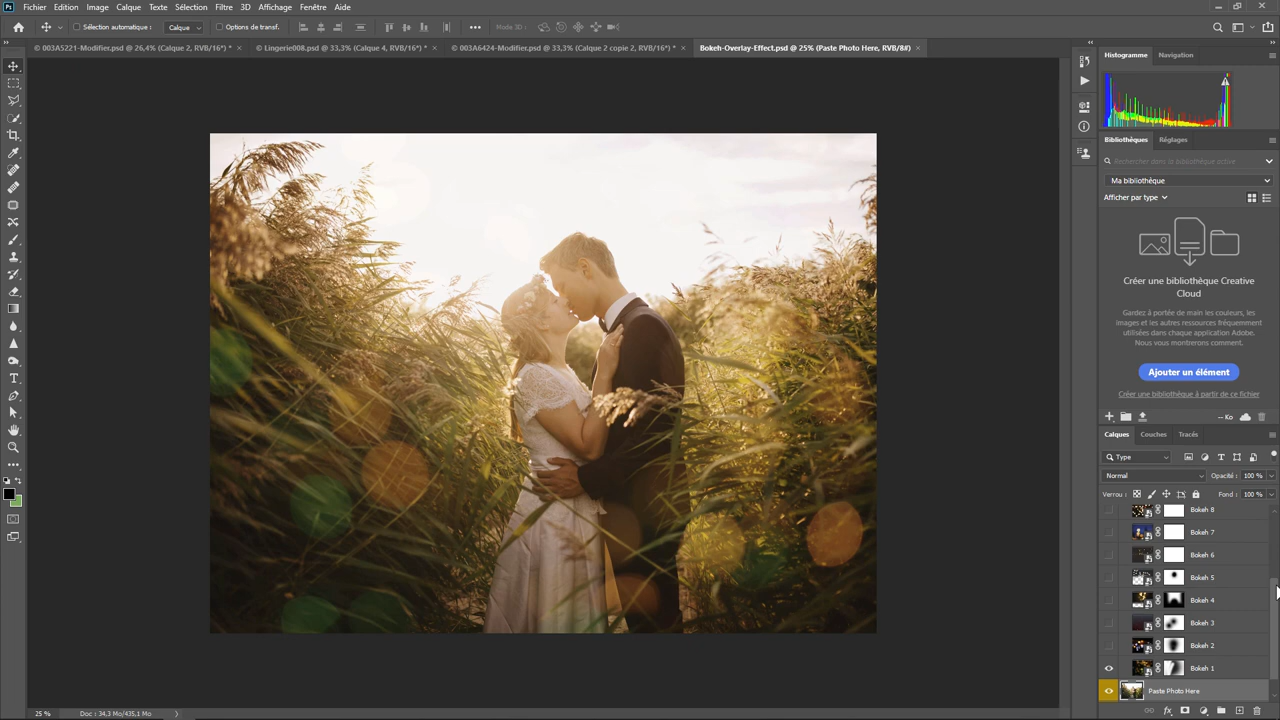 Ps Fichier Edition Image Calque Texte Sélection Filtre 3D Affichage Fenêtre Aide
Sélection automatique : Calque Options de transf. Mode 3D :
© 003A5221-Modifier.psd @ 26,4% (Calque 2, RVB/16*) *
© Lingerie008.psd @ 33,3% (Calque 4, RVB/16*) *
© 003A6424-Modifier.psd @ 33,3% (Calque 2 copie 2, RVB/16*) *
Bokeh-Overlay-Effect.psd @ 25% (Paste Photo Here, RVB/8#)
Histogramme Navigation
Bibliothèques Réglages
Rechercher dans la bibliothèque active
Ma bibliothèque
Afficher par type
Créer une bibliothèque Creative
Cloud
Gardez à portée de main les couleurs, les
images et les autres ressources fréquemment
utilisées dans chaque application Adobe.
Nous vous montrerons comment.
Ajouter un élément
Créer une bibliothèque à partir de ce fichier
-- Ko
Calques Couches Tracés
Type
Normal Opacité : 100 %
Verrou : Fond : 100 %
Bokeh 8
Bokeh 7
Bokeh 6
Bokeh 5
Bokeh 4
Bokeh 3
Bokeh 2
Bokeh 1
Paste Photo Here
25 % Doc : 34,3 Mo/435,1 Mo